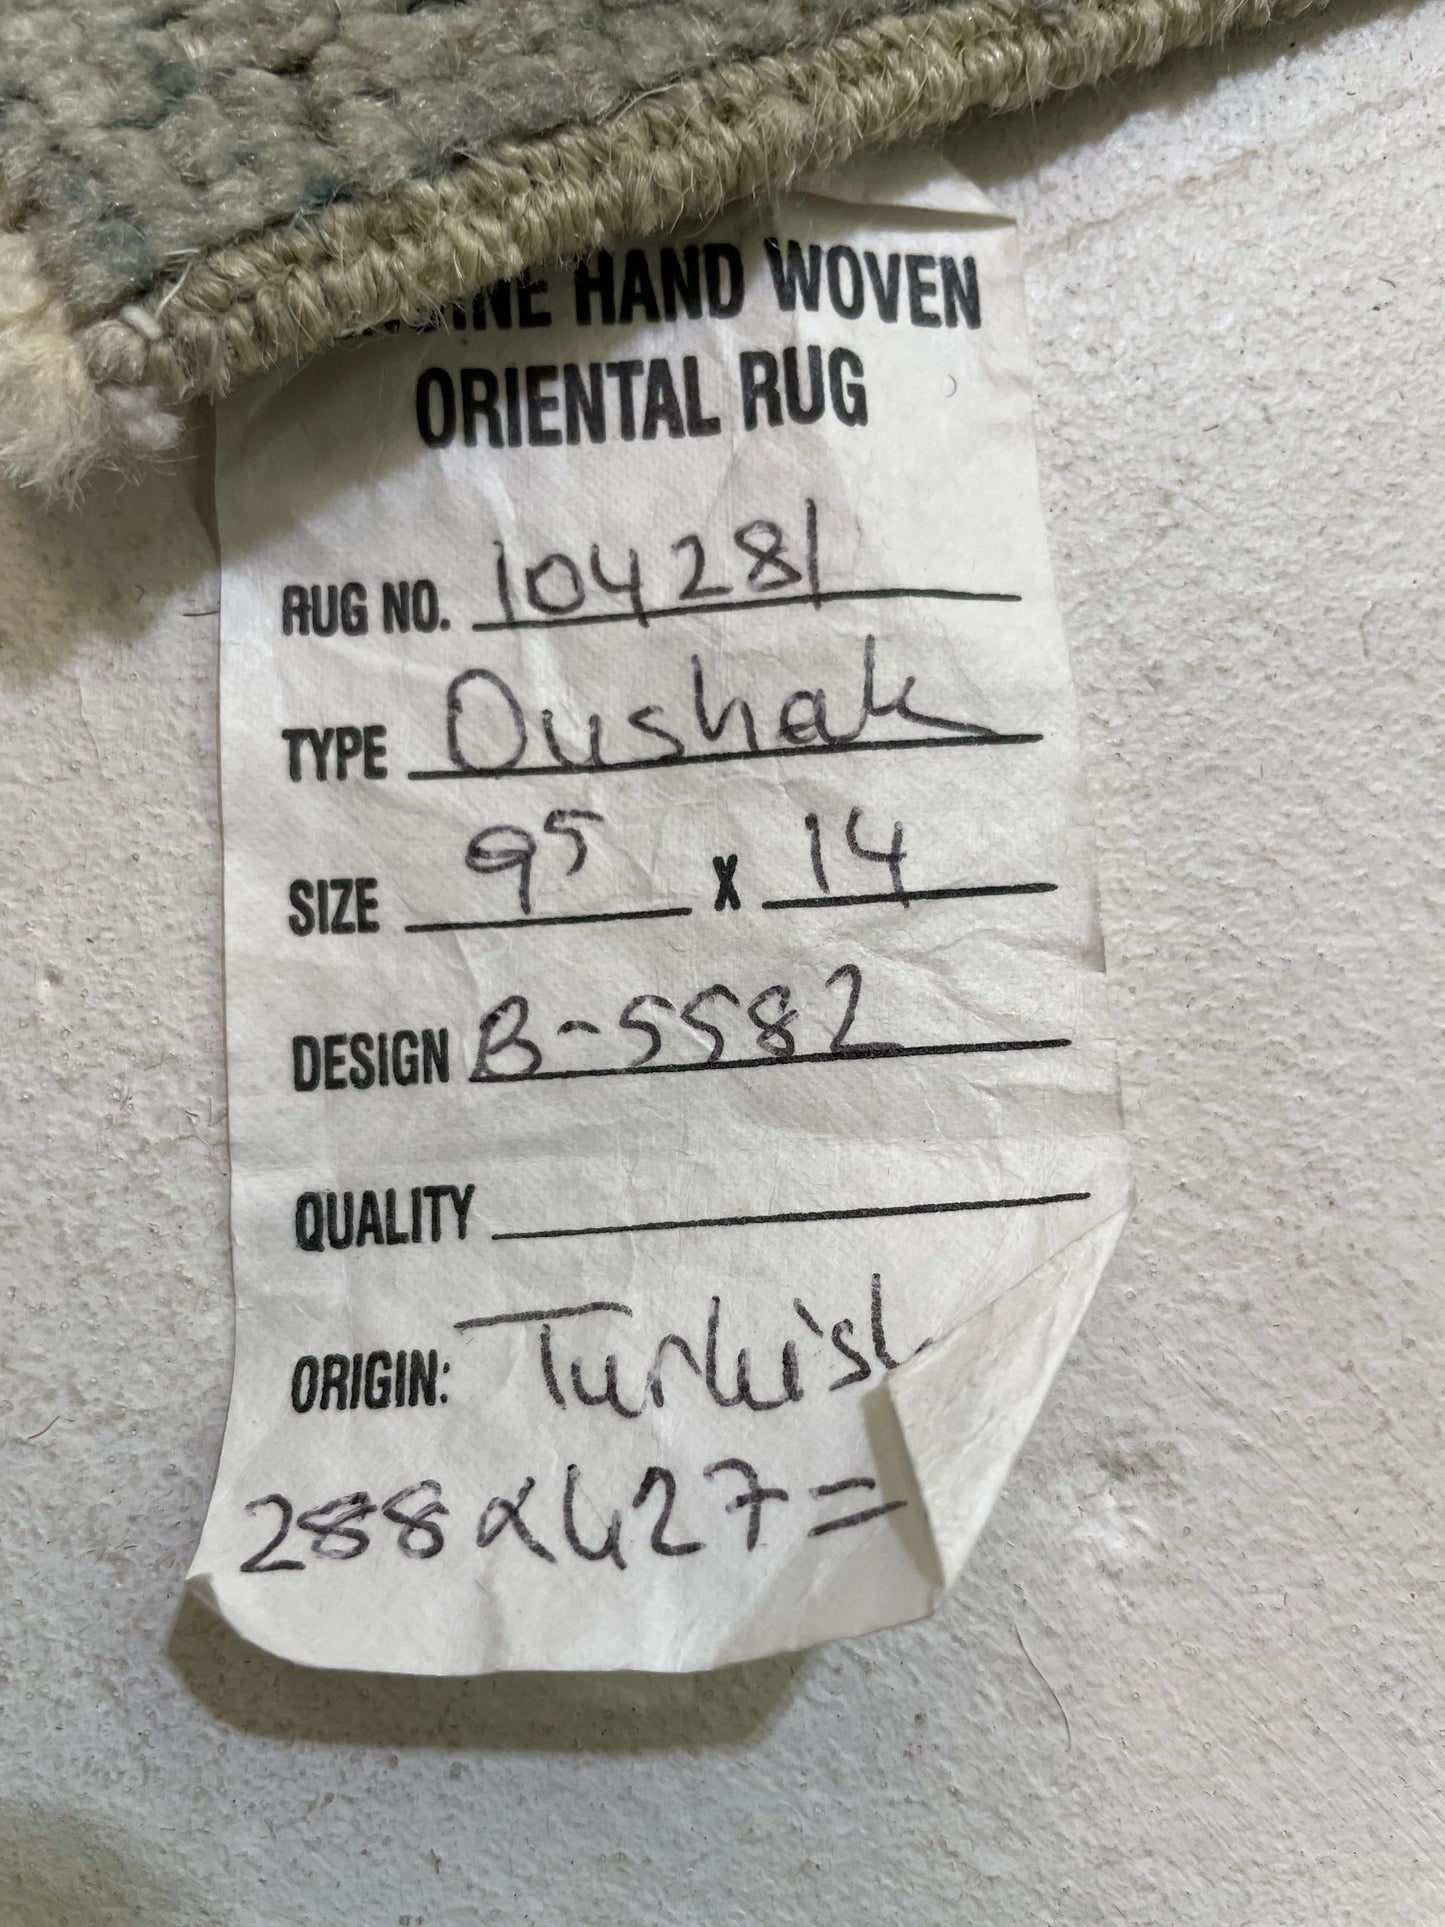 HAND WOVEN
ORIENTAL RUG
RUG NO. 104281
TYPE Oushak
SIZE 9⁵ X 14
DESIGN B-5582
QUALITY
ORIGIN: Turkish
288x427=